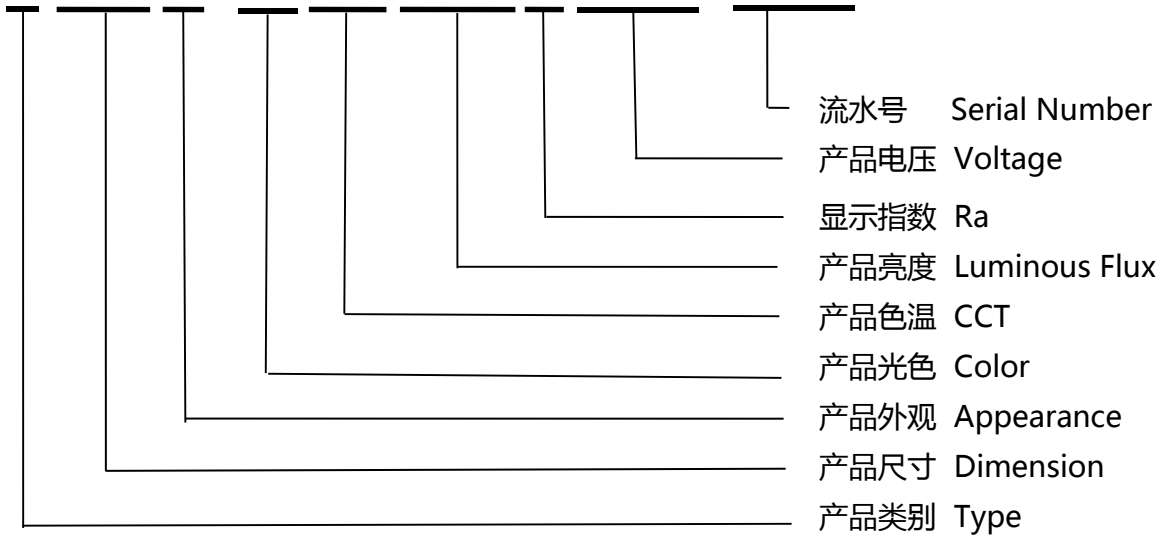 流水号 Serial Number
产品电压 Voltage
显示指数 Ra
产品亮度 Luminous Flux
产品色温 CCT
产品光色 Color
产品外观 Appearance
产品尺寸 Dimension
产品类别 Type